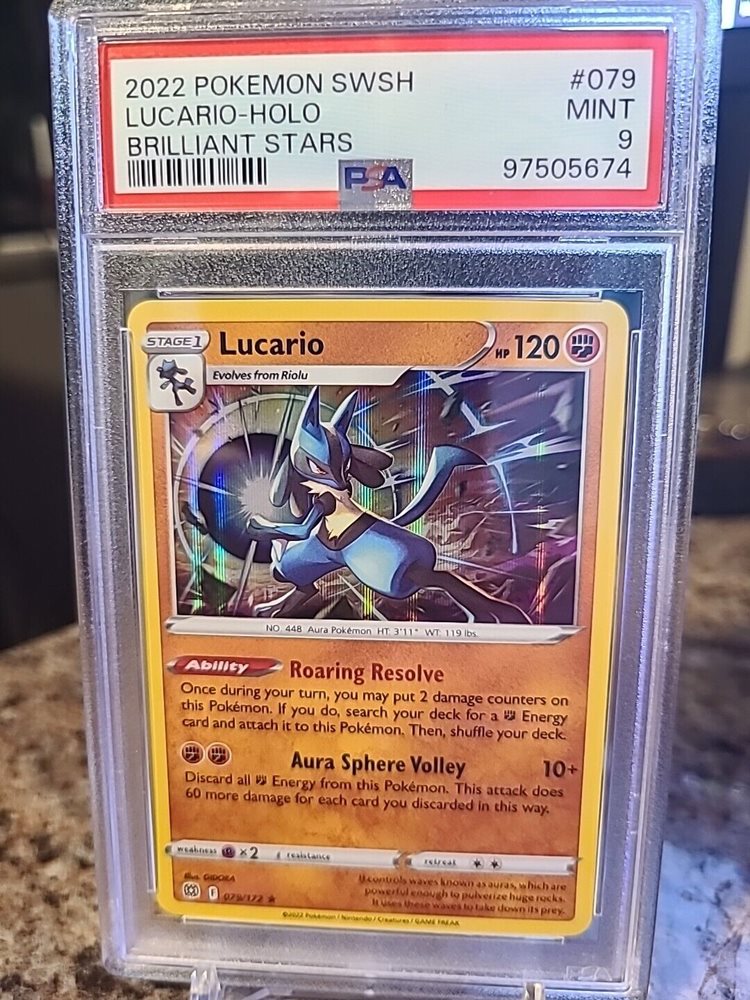 2022 POKEMON SWSH #079
LUCARIO-HOLO MINT
BRILLIANT STARS 9
97505674
PSA
STAGE 1 Lucario HP 120
Evolves from Riolu
NO. 448 Aura Pokémon HT: 3'11" WT: 119 lbs.
Ability Roaring Resolve
Once during your turn, you may put 2 damage counters on
this Pokémon. If you do, search your deck for a Energy
card and attach it to this Pokémon. Then, shuffle your deck.
Aura Sphere Volley 10+
Discard all Energy from this Pokémon. This attack does
60 more damage for each card you discarded in this way.
weakness ×2 resistance retreat
Illus. GIDORA
F 079/172 ★
It controls waves known as auras, which are
powerful enough to pulverize huge rocks.
It uses these waves to take down its prey.
©2022 Pokémon / Nintendo / Creatures / GAME FREAK